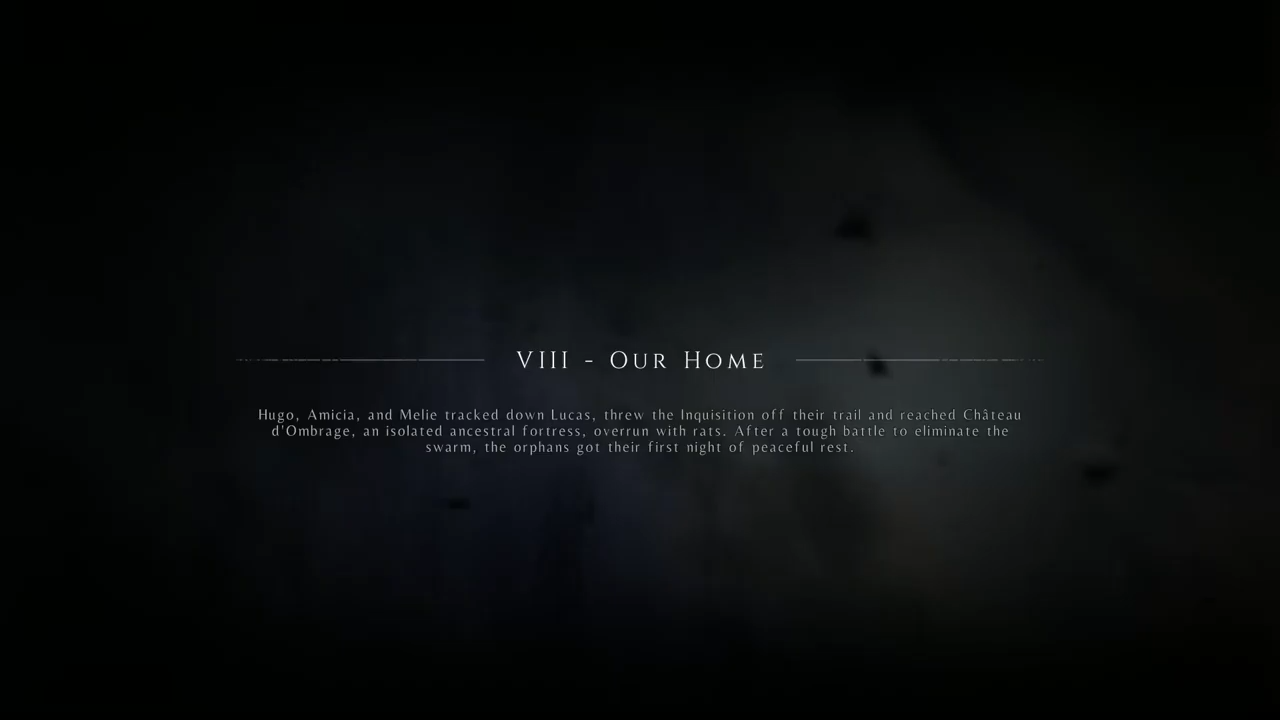 VIII - Our Home
Hugo, Amicia, and Melie tracked down Lucas, threw the Inquisition off their trail and reached Château
d'Ombrage, an isolated ancestral fortress, overrun with rats. After a tough battle to eliminate the
swarm, the orphans got their first night of peaceful rest.